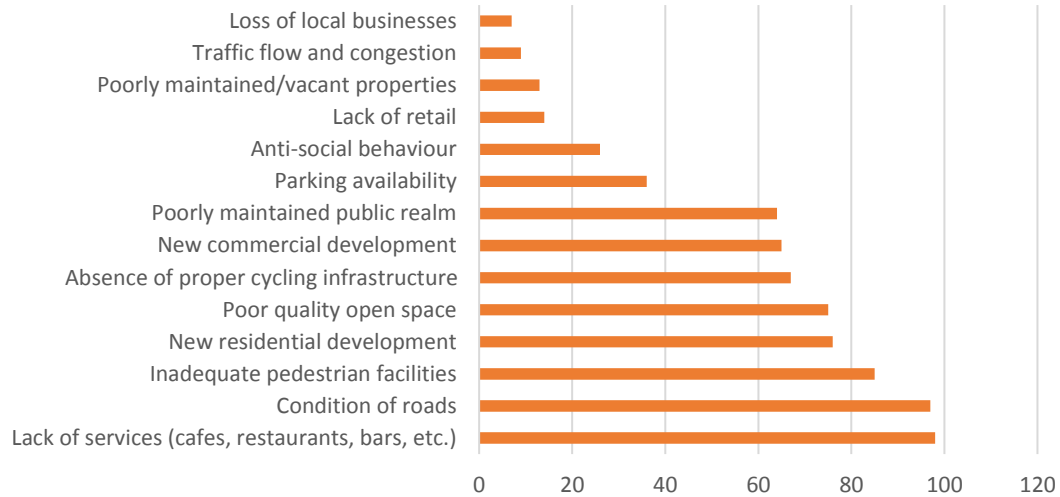 Loss of local businesses
Traffic flow and congestion
Poorly maintained/vacant properties
Lack of retail
Anti-social behaviour
Parking availability
Poorly maintained public realm
New commercial development
Absence of proper cycling infrastructure
Poor quality open space
New residential development
Inadequate pedestrian facilities
Condition of roads
Lack of services (cafes, restaurants, bars, etc.)
0 20 40 60 80 100 120